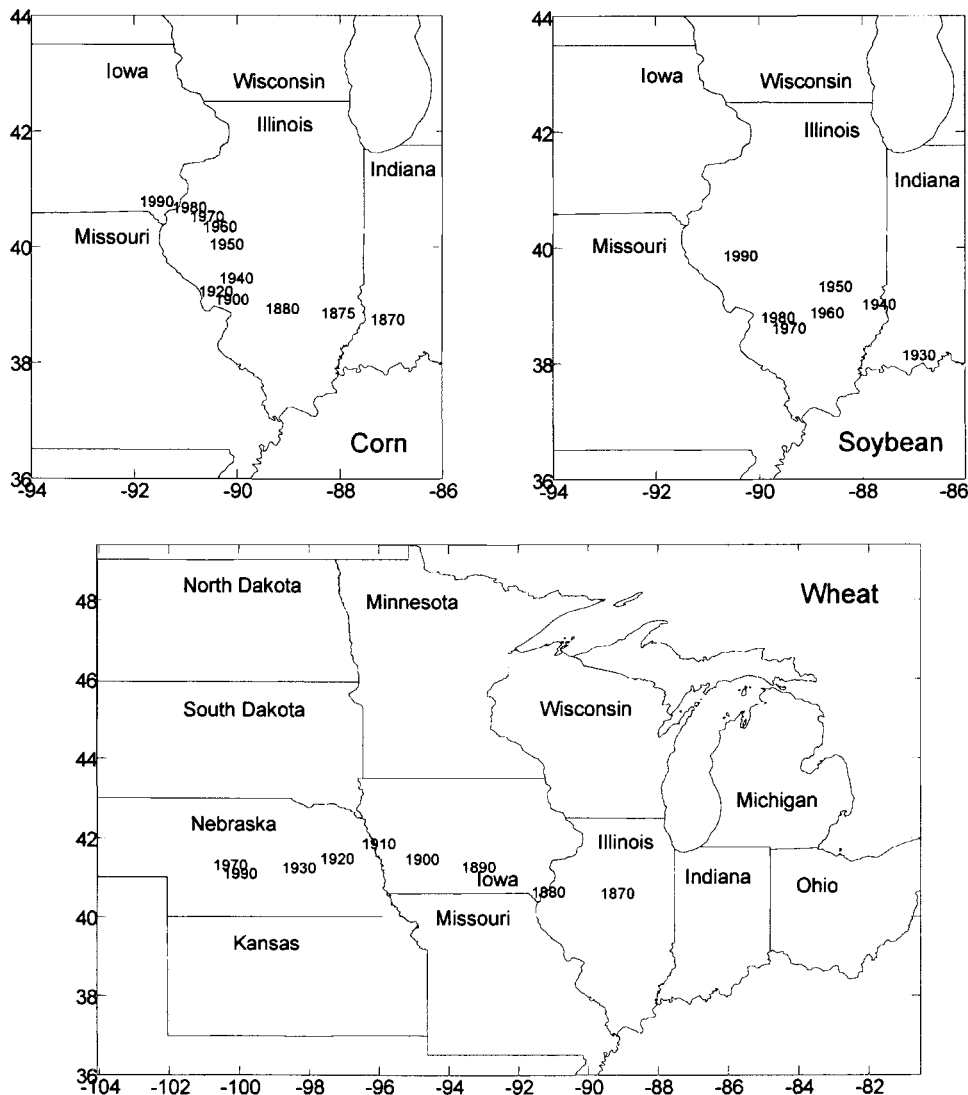 44
Iowa
Wisconsin
42
Illinois
Indiana
1990
1980
1970
1960
Missouri
1950
40
1940
1920
1900
1880
1875
1870
38
Corn
36
-94
-92
-90
-88
-86
44
Iowa
Wisconsin
42
Illinois
Indiana
Missouri
40
1990
1950
1940
1960
1980
1970
38
1930
Soybean
36
-94
-92
-90
-88
-86
North Dakota
Minnesota
Wheat
48
46
South Dakota
Wisconsin
44
Michigan
Nebraska
42
1910
Illinois
1970
1930
1920
1900
1890
1990
Iowa
Indiana
Ohio
1880
1870
40
Missouri
Kansas
38
36
-104
-102
-100
-98
-96
-94
-92
-90
-88
-86
-84
-82